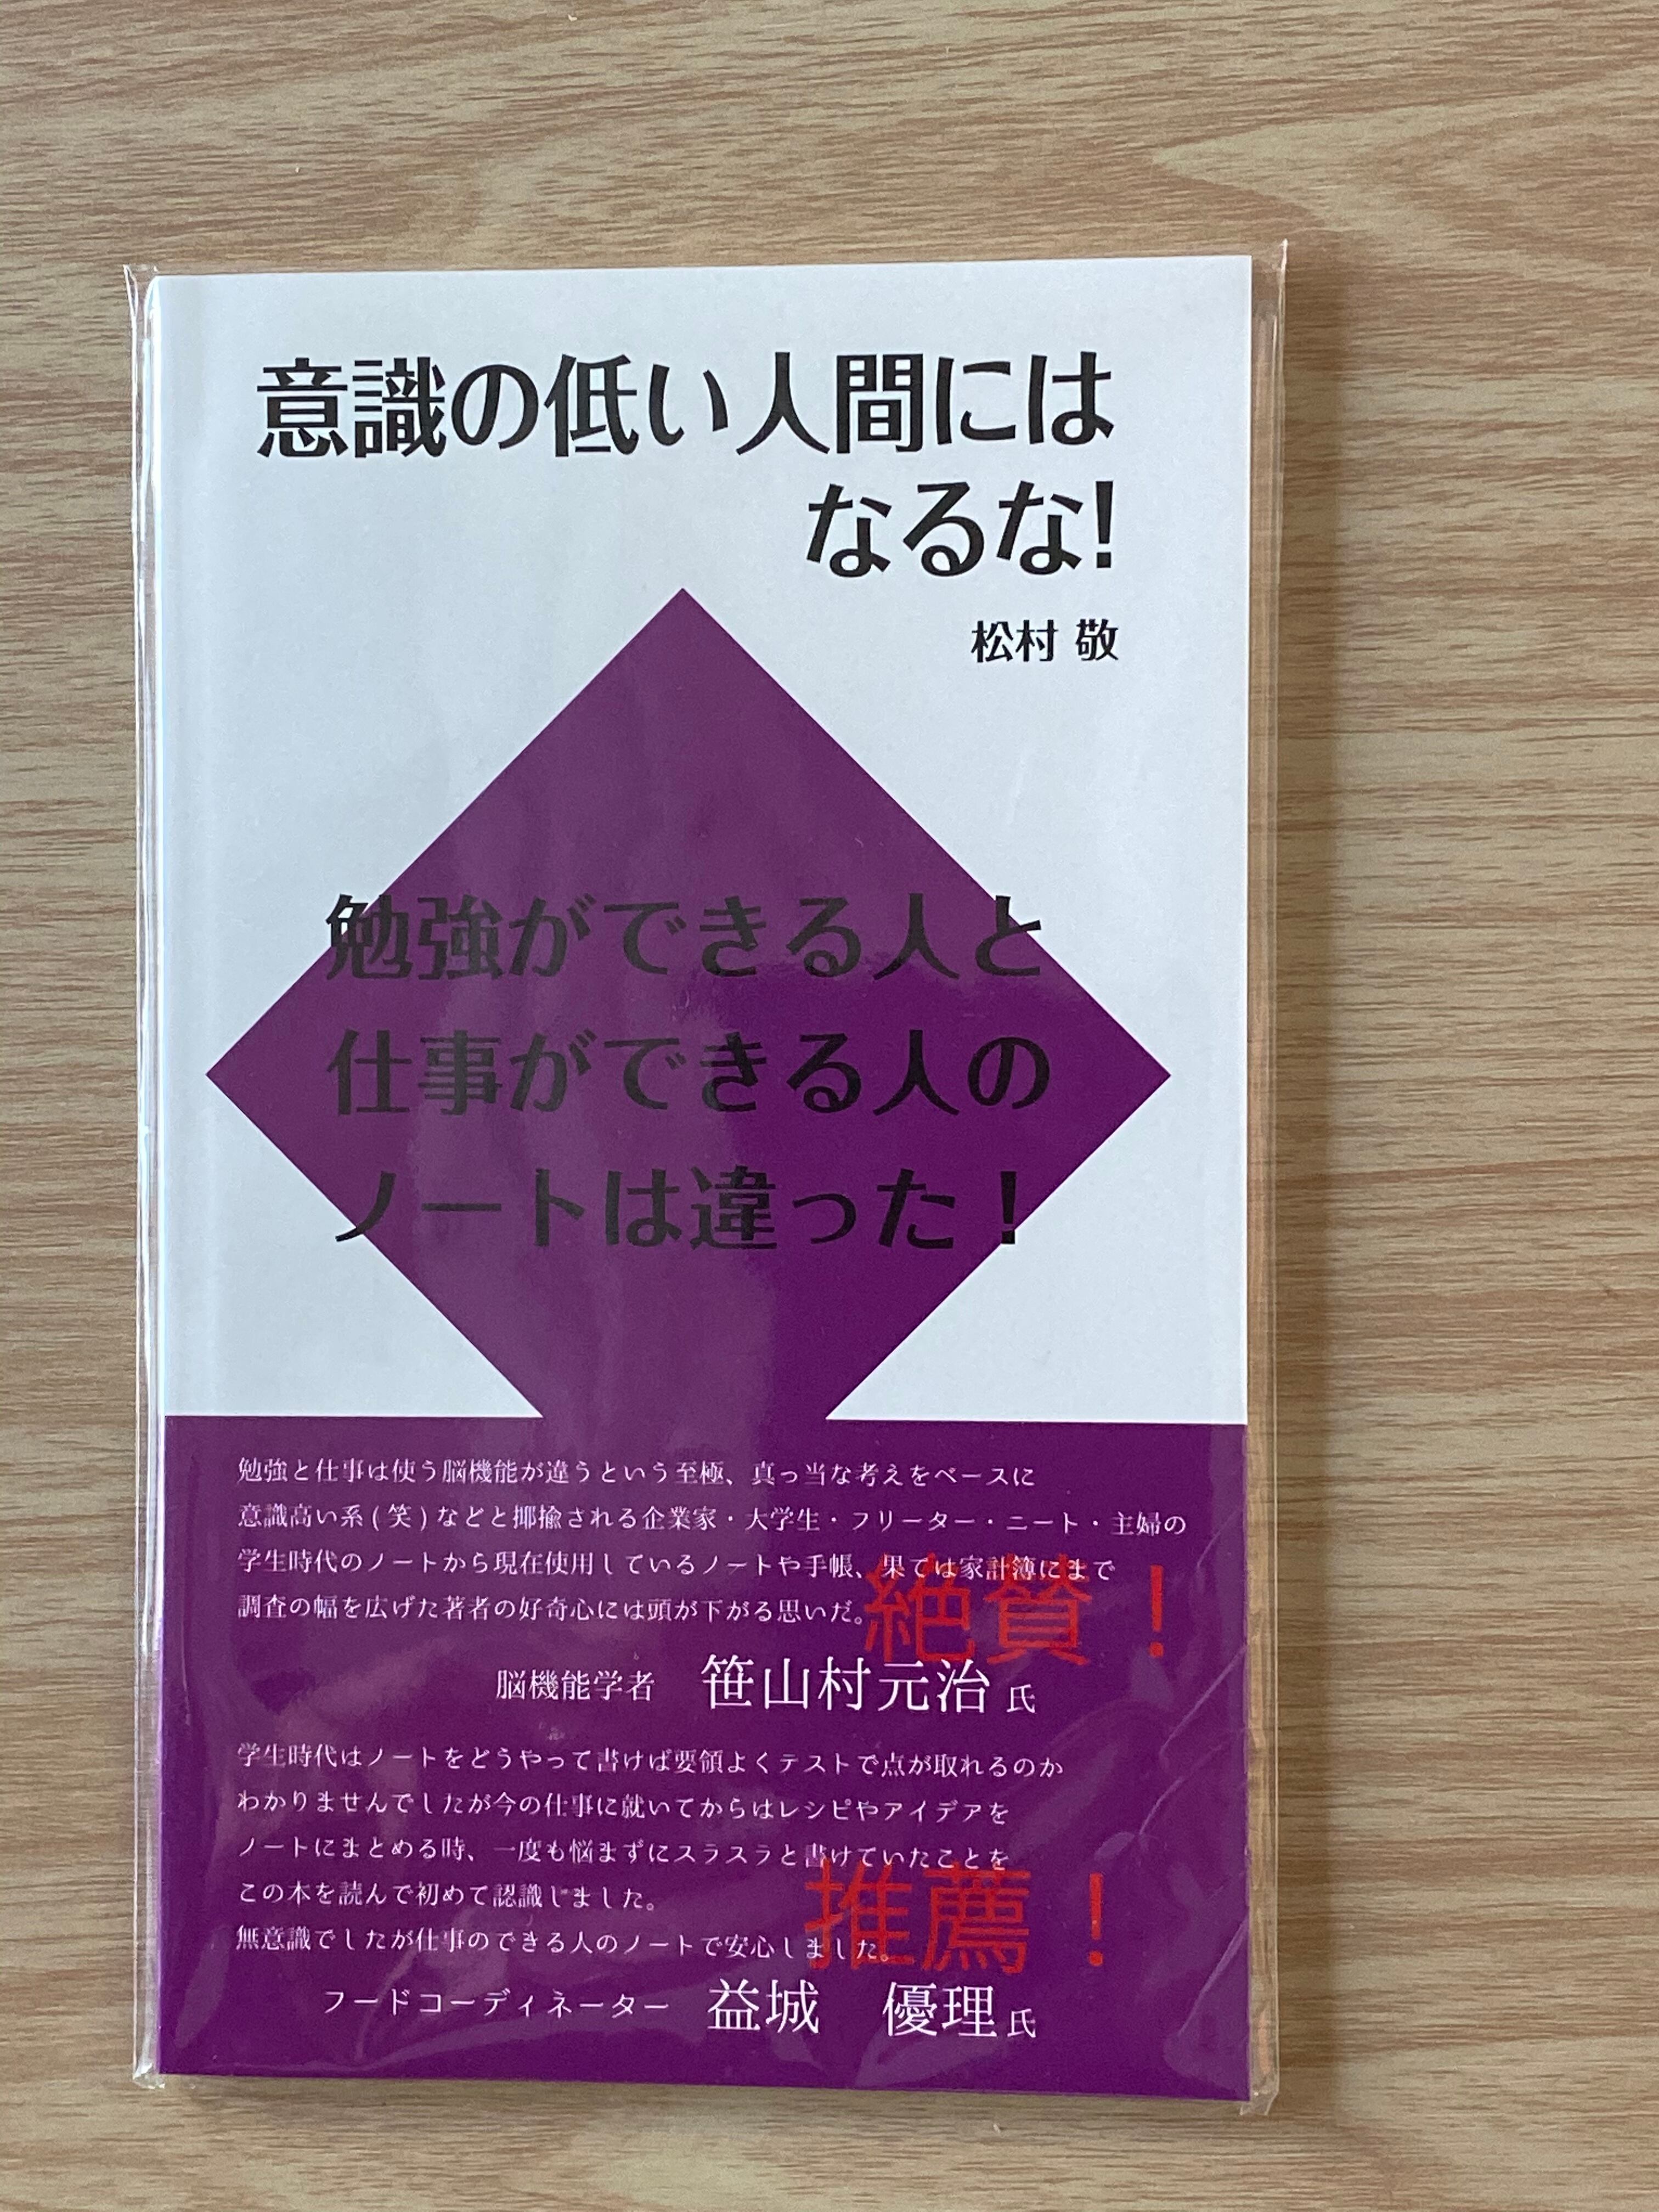 意識の低い人間には
なるな!
松村 敬
勉強ができる人と
仕事ができる人の
ノートは違った！
勉強と仕事は使う脳機能が違うという至極、真っ当な考えをベースに
意識高い系(笑)などと揶揄される企業家・大学生・フリーター・ニート・主婦の
学生時代のノートから現在使用しているノートや手帳、果ては家計簿にまで
調査の幅を広げた著者の好奇心には頭が下がる思いだ。
絶賛！
脳機能学者 笹山村元治 氏
学生時代はノートをどうやって書けば要領よくテストで点が取れるのか
わかりませんでしたが今の仕事に就いてからはレシピやアイデアを
ノートにまとめる時、一度も悩まずにスラスラと書けていたことを
この本を読んで初めて認識しました。
無意識でしたが仕事のできる人のノートで安心しました。
推薦！
フードコーディネーター 益城 優理 氏